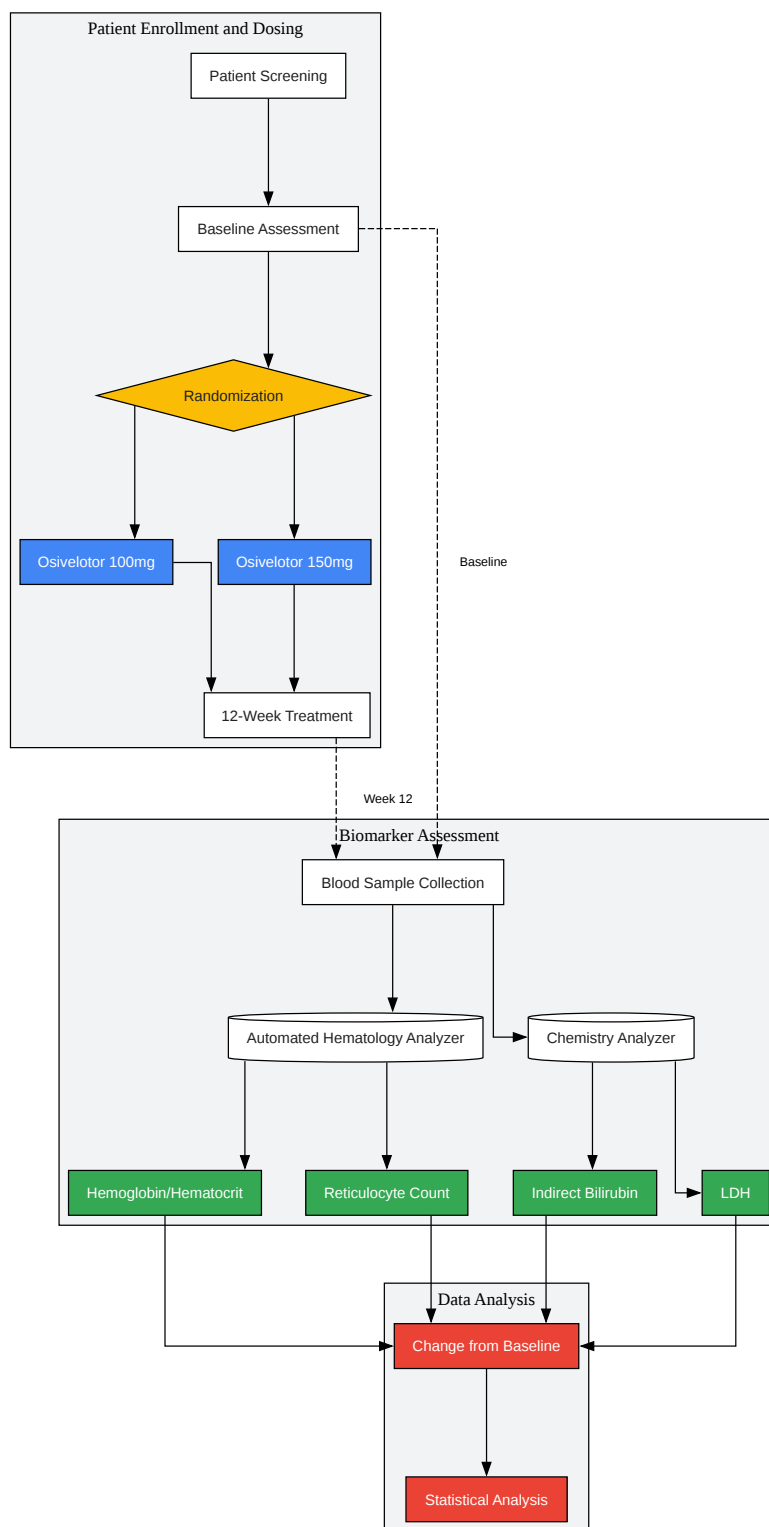 Patient Enrollment and Dosing
Patient Screening
Baseline Assessment
Randomization
Osivelotor 100mg
Osivelotor 150mg
Baseline
12-Week Treatment
Week 12
Biomarker Assessment
Blood Sample Collection
Automated Hematology Analyzer
Chemistry Analyzer
Hemoglobin/Hematocrit
Reticulocyte Count
Indirect Bilirubin
LDH
Data Analysis
Change from Baseline
Statistical Analysis